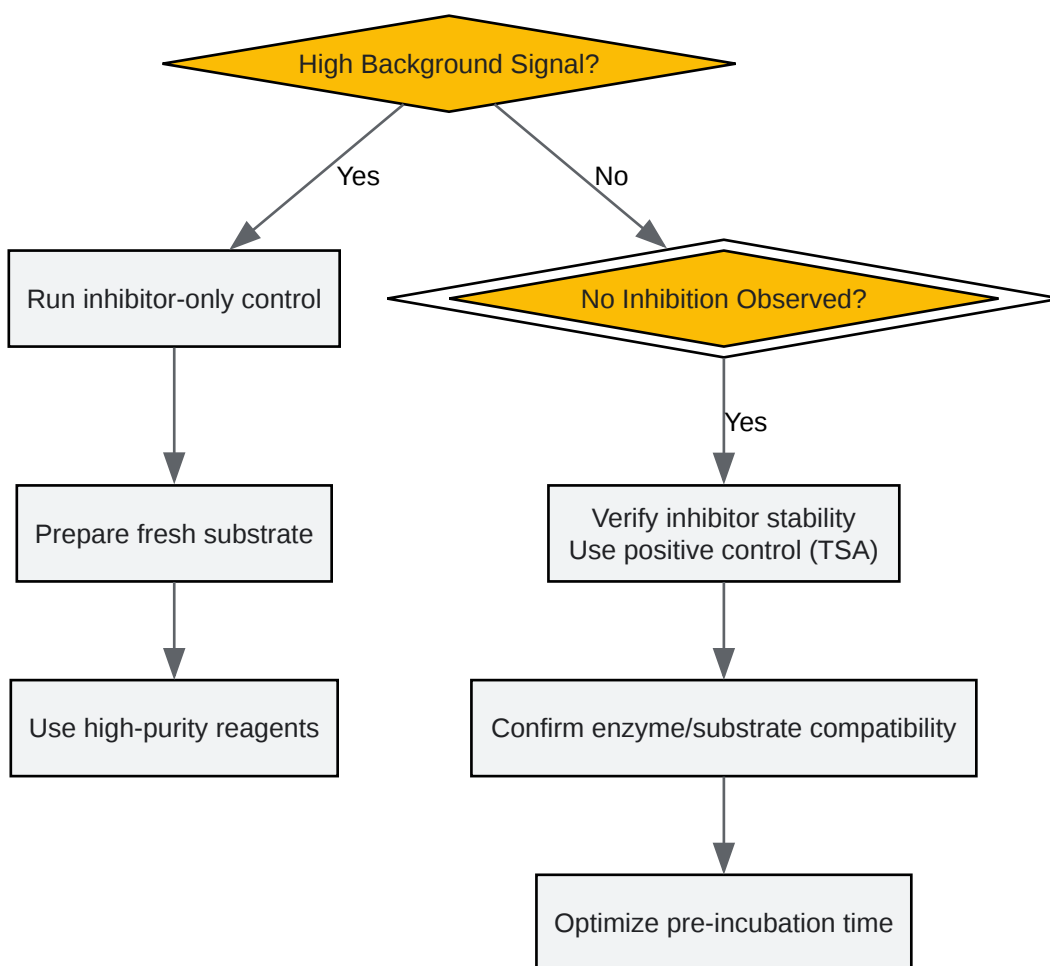 High Background Signal?
Yes
No
Run inhibitor-only control
No Inhibition Observed?
Yes
Prepare fresh substrate
Verify inhibitor stability
Use positive control (TSA)
Use high-purity reagents
Confirm enzyme/substrate compatibility
Optimize pre-incubation time